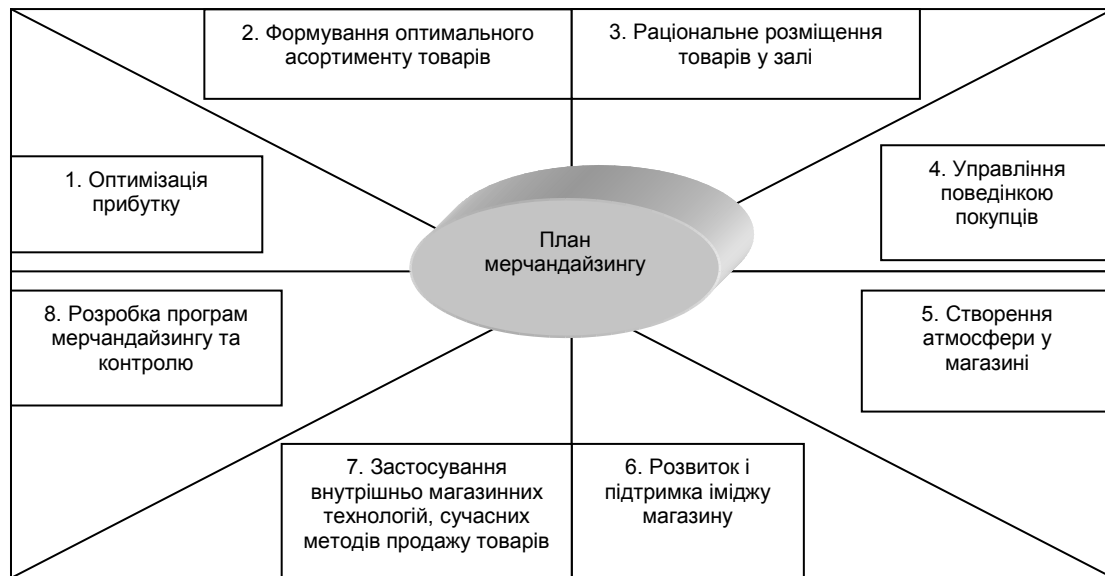 2. Формування оптимального
асортименту товарів
3. Раціональне розміщення
товарів у залі
1. Оптимізація
прибутку
4. Управління
поведінкою
покупців
План
мерчандайзингу
8. Розробка програм
мерчандайзингу та
контролю
5. Створення
атмосфери у
магазині
7. Застосування
внутрішньо магазинних
технологій, сучасних
методів продажу товарів
6. Розвиток і
підтримка іміджу
магазину